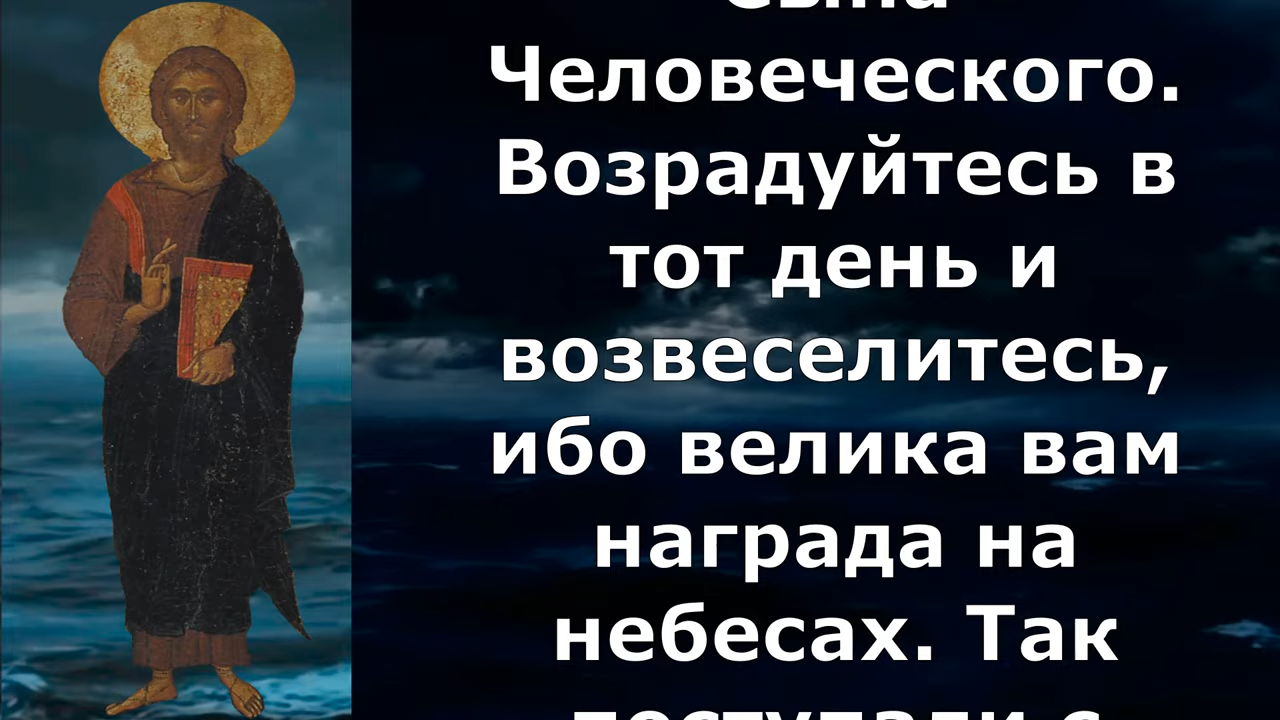 Человеческого.
Возрадуйтесь в
тот день и
возвеселитесь,
ибо велика вам
награда на
небесах. Так